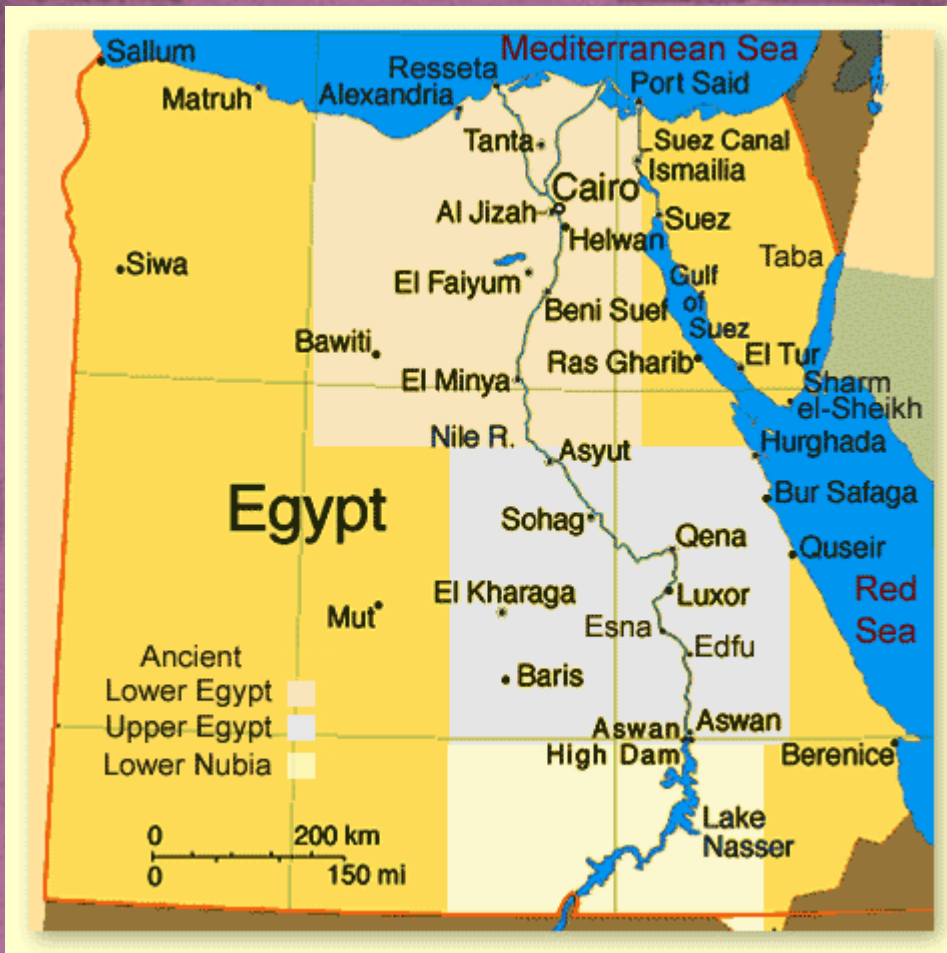 Mediterranean Sea
Sallum
Resseta
Matruh
Alexandria
Port Said
Tanta
Suez Canal
Ismailia
Cairo
Al Jizah
Suez
Helwan
Taba
Siwa
El Faiyum
Gulf
of
Suez
Beni Suef
Bawiti
Ras Gharib
El Tur
El Minya
Sharm
el-Sheikh
Nile R.
Hurghada
Asyut
Bur Safaga
Egypt
Sohag
Qena
Quseir
El Kharaga
Luxor
Red
Sea
Mut
Esna
Edfu
Ancient
Lower Egypt
Upper Egypt
Lower Nubia
Baris
Aswan
High Dam
Aswan
Berenice
Lake
Nasser
0 200 km
0 150 mi